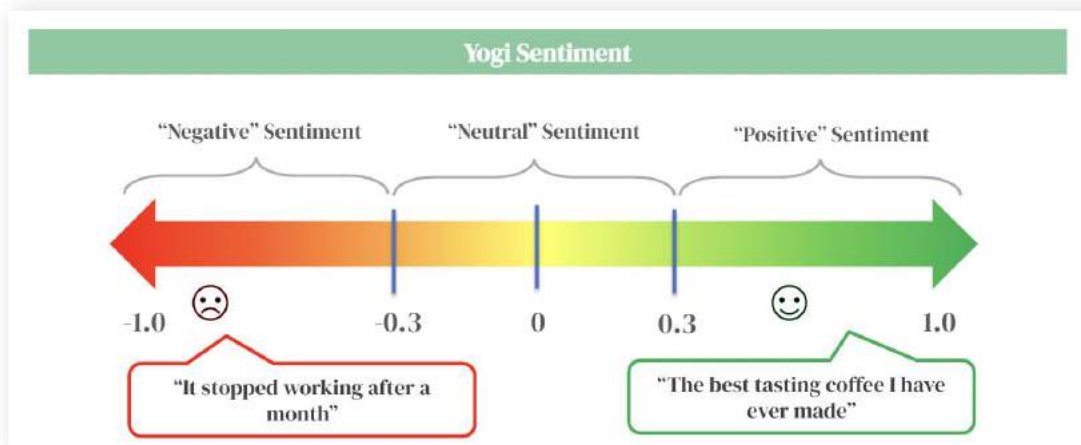 Yogi Sentiment
“Negative” Sentiment
“Neutral” Sentiment
“Positive” Sentiment
-1.0
-0.3
0
0.3
1.0
“It stopped working after a
month”
“The best tasting coffee I have
ever made”